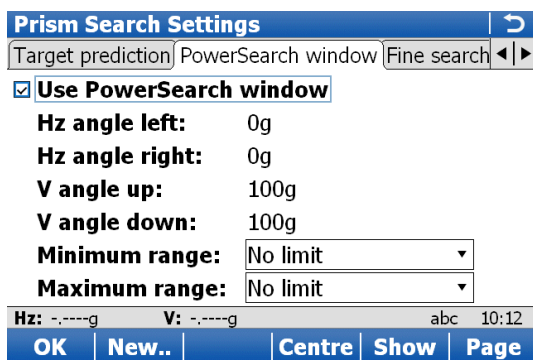 Prism Search Settings
Target prediction PowerSearch window Fine search
Use PowerSearch window
Hz angle left: 0g
Hz angle right: 0g
V angle up: 100g
V angle down: 100g
Minimum range: No limit
Maximum range: No limit
Hz: -.----g V: -.----g abc 10:12
OK New.. Centre Show Page